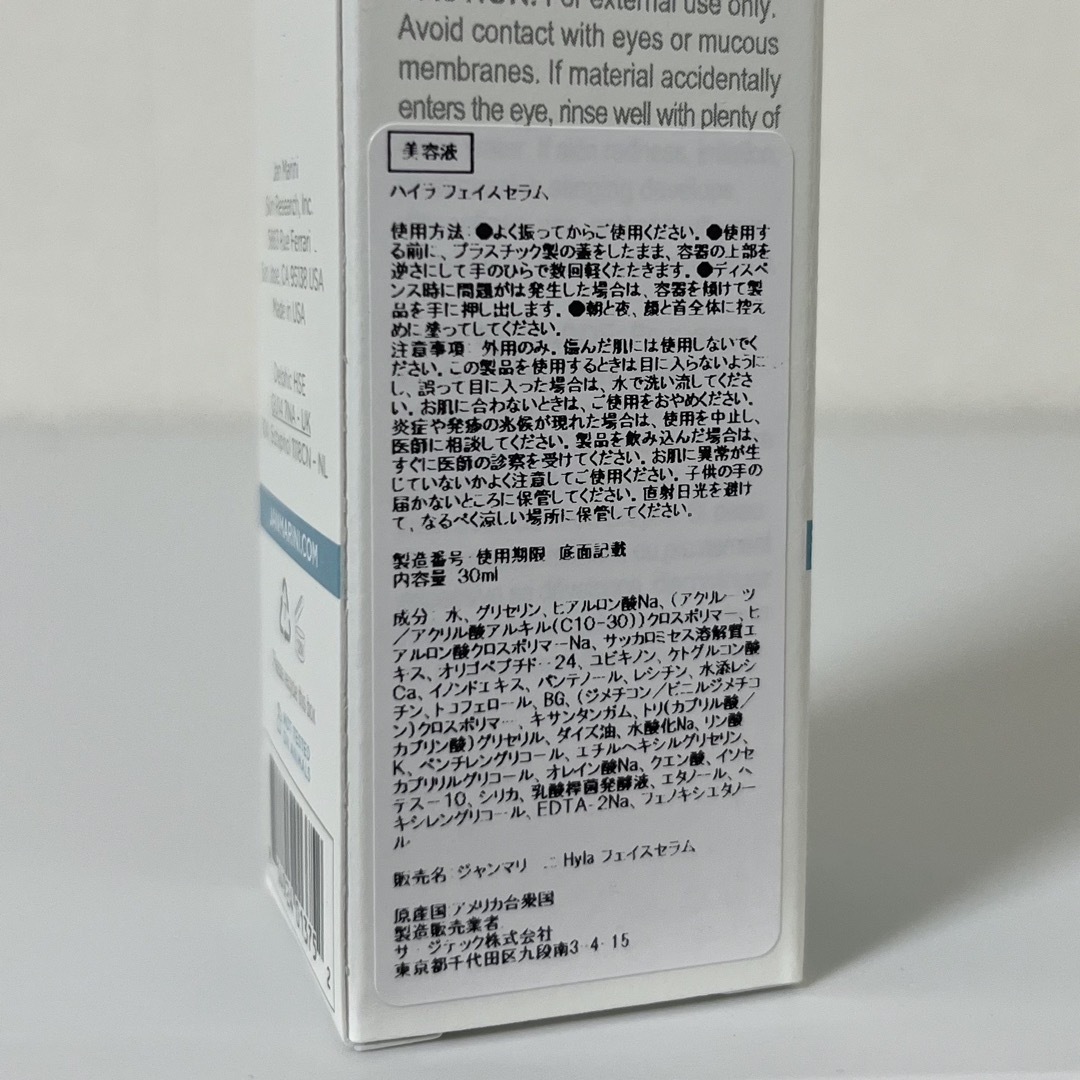 For external use only.
Avoid contact with eyes or mucous
membranes. If material accidentally
enters the eye, rinse well with plenty of
美容液
ハイラ フェイスセラム
使用方法:●よく振ってからご使用ください。●使用す
る前に、プラスチック製の蓋をしたまま、容器の上部を
逆さにして手のひらで数回軽くたたきます。●ディスペ
ンス時に問題がは発生した場合は、容器を傾けて製
品を手に押し出します。●朝と夜、顔と首全体に控え
めに塗ってしてください。
注意事項: 外用のみ。傷んだ肌には使用しないでく
ださい。この製品を使用するときは目に入らないように
し、誤って目に入った場合は、水で洗い流してくださ
い。お肌に合わないときは、ご使用をおやめください。
炎症や発疹の兆候が現れた場合は、使用を中止し、
医師に相談してください。製品を飲み込んだ場合は、
すぐに医師の診察を受けてください。お肌に異常が生
じていないかよく注意してご使用ください。子供の手の
届かないところに保管してください。直射日光を避け
て、なるべく涼しい場所に保管してください。
製造番号・使用期限 底面記載
内容量 30ml
成分: 水、グリセリン、ヒアルロン酸Na、(アクリレーツ
/アクリル酸アルキル(C10-30))クロスポリマー、ヒ
アルロン酸クロスポリマーNa、サッカロミセス溶解質エ
キス、オリゴペプチド-24、ユビキノン、ケトグルコン酸
Ca、イノンドエキス、パンテノール、レシチン、水添レシ
チン、トコフェロール、BG、(ジメチコン/ビニルジメチコ
ン)クロスポリマー、キサンタンガム、トリ(カプリル酸/
カプリン酸)グリセリル、ダイズ油、水酸化Na、リン酸
K、ペンチレングリコール、エチルヘキシルグリセリン、
カプリリルグリコール、オレイン酸Na、クエン酸、イソセ
テス-10、シリカ、乳酸桿菌発酵液、エタノール、ヘ
キシレングリコール、EDTA-2Na、フェノキシエタノー
ル
販売名:ジャンマリーニ Hyla フェイスセラム
原産国:アメリカ合衆国
製造販売業者
サージテック株式会社
東京都千代田区九段南3-4-15
Jan Marini
Skin Research, Inc.
San Jose, CA 95138 USA
Made in USA
JANMARINI.COM